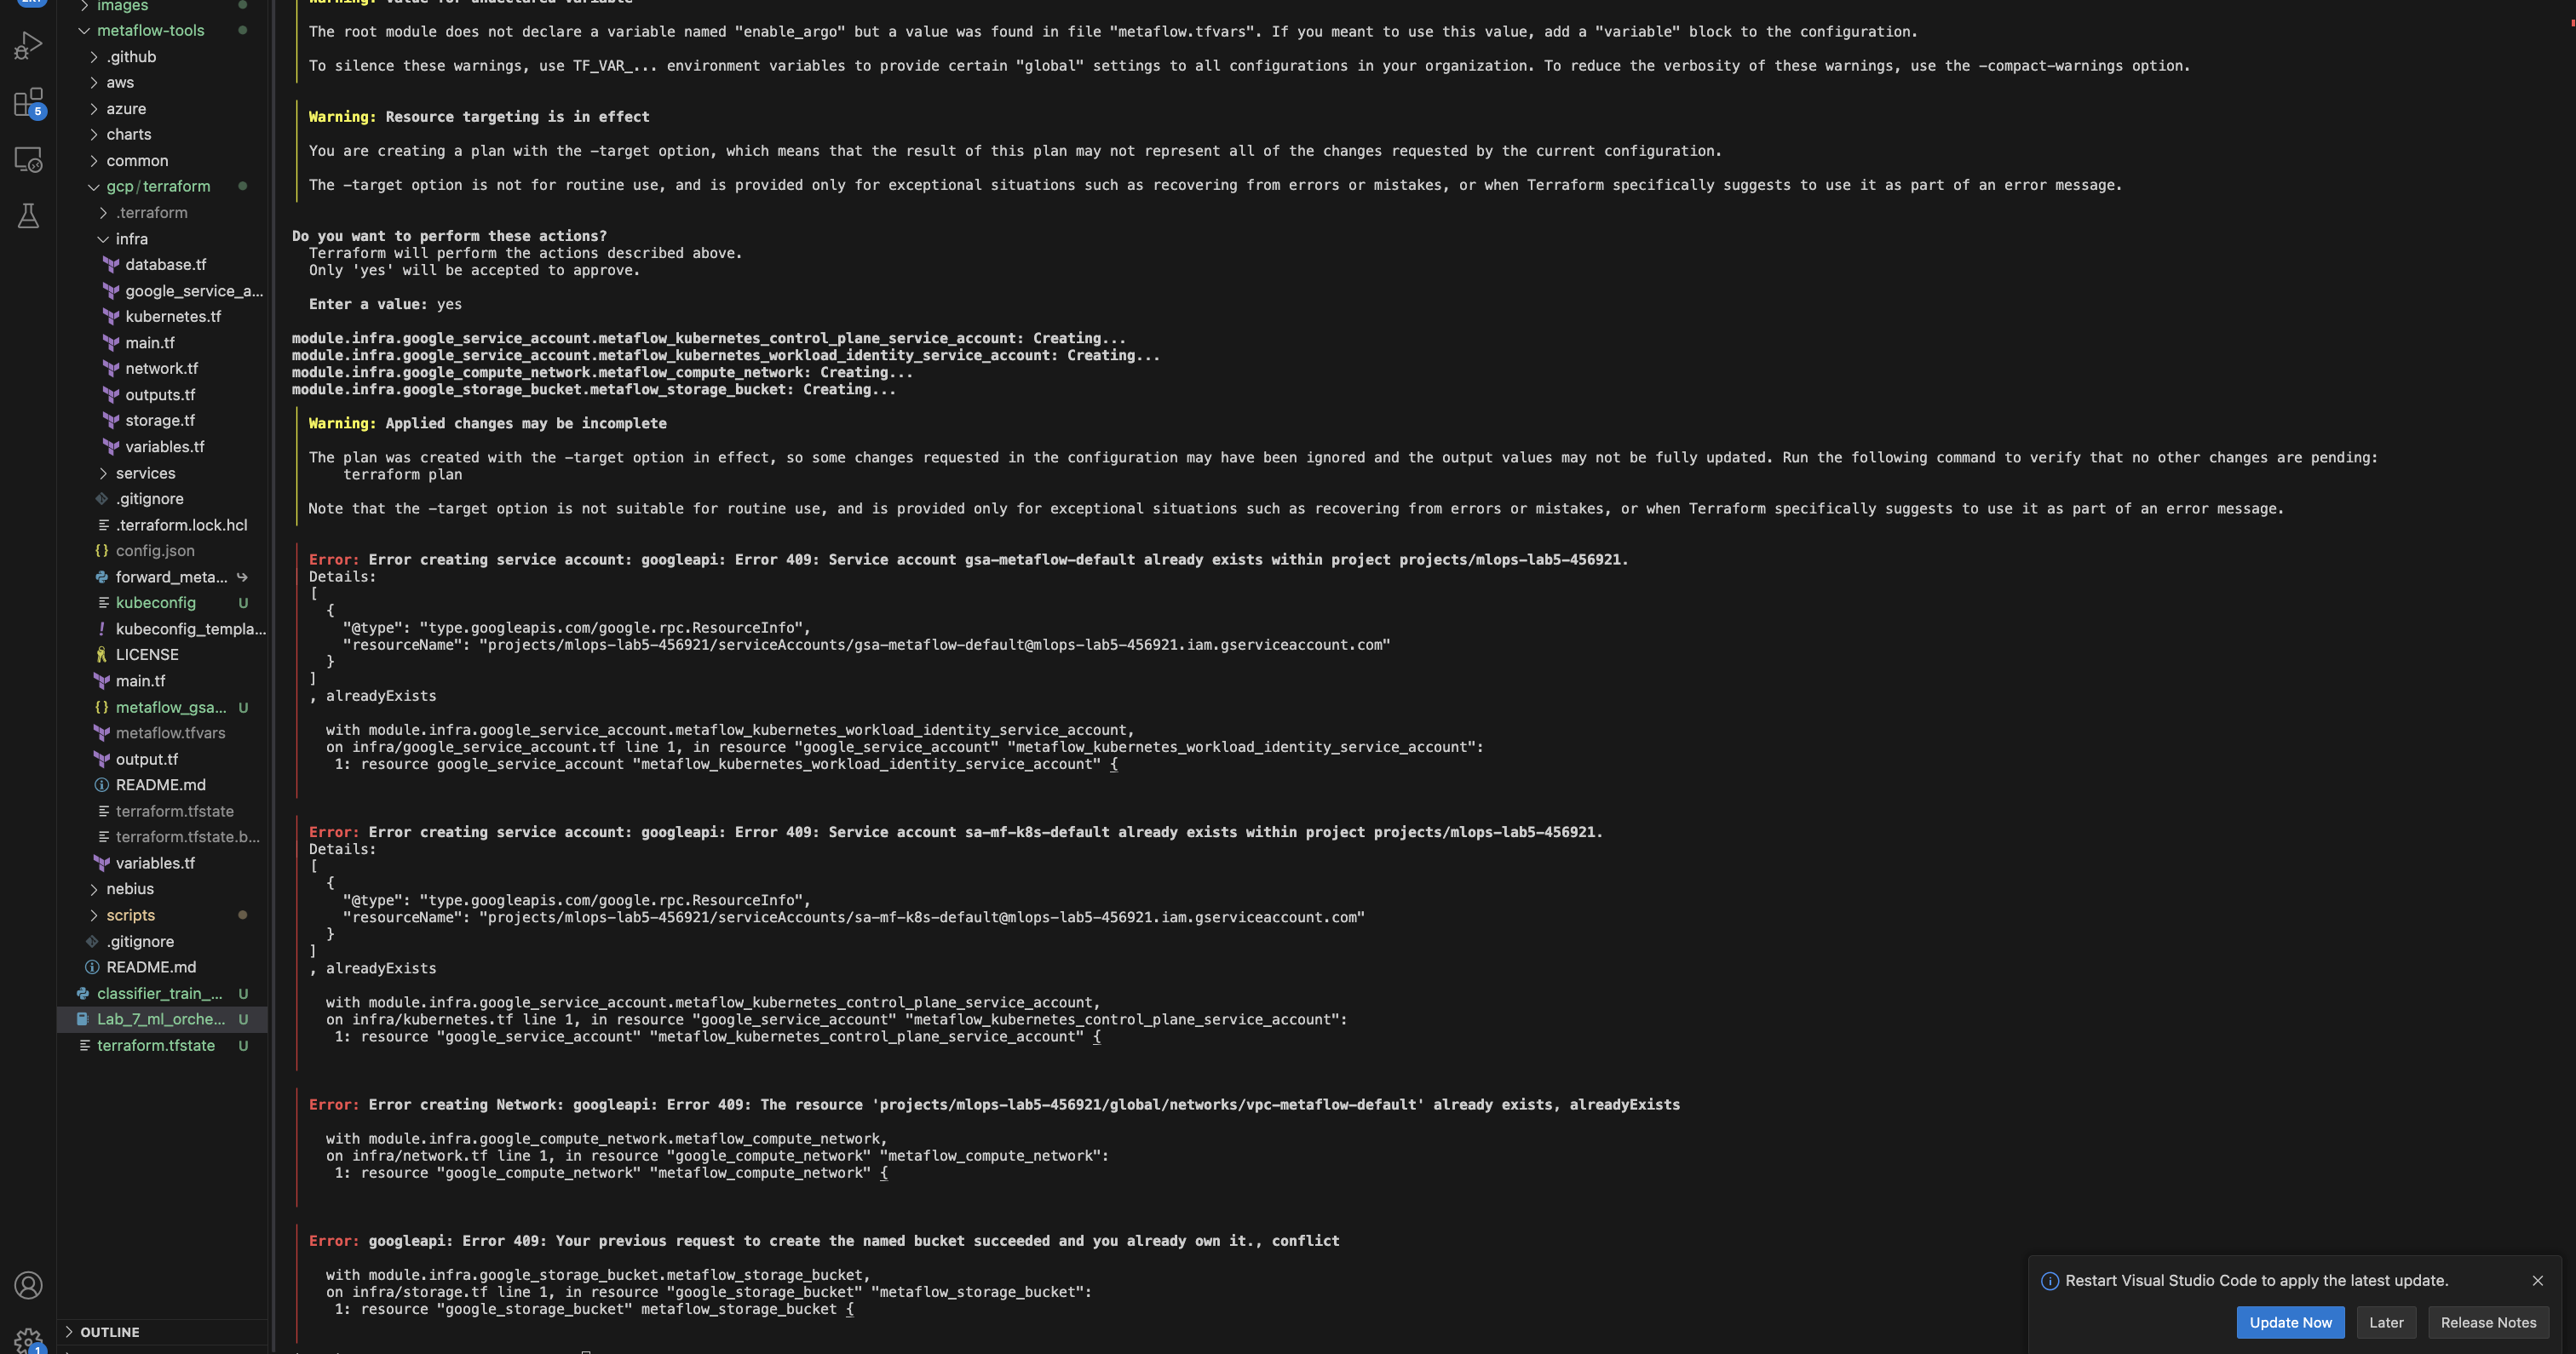 images
metaflow-tools
.github
aws
azure
charts
common
gcp/terraform
.terraform
infra
database.tf
google_service_a...
kubernetes.tf
main.tf
network.tf
outputs.tf
storage.tf
variables.tf
services
.gitignore
.terraform.lock.hcl
config.json
forward_meta...
kubeconfig U
kubeconfig_templa...
LICENSE
main.tf
metaflow_gsa... U
metaflow.tfvars
output.tf
README.md
terraform.tfstate
terraform.tfstate.b...
variables.tf
nebius
scripts
.gitignore
README.md
classifier_train_... U
Lab_7_ml_orche... U
terraform.tfstate U
OUTLINE
5
1
Warning: Value for undeclared variable
The root module does not declare a variable named "enable_argo" but a value was found in file "metaflow.tfvars". If you meant to use this value, add a "variable" block to the configuration.
To silence these warnings, use TF_VAR_... environment variables to provide certain "global" settings to all configurations in your organization. To reduce the verbosity of these warnings, use the -compact-warnings option.
Warning: Resource targeting is in effect
You are creating a plan with the -target option, which means that the result of this plan may not represent all of the changes requested by the current configuration.
The -target option is not for routine use, and is provided only for exceptional situations such as recovering from errors or mistakes, or when Terraform specifically suggests to use it as part of an error message.
Do you want to perform these actions?
Terraform will perform the actions described above.
Only 'yes' will be accepted to approve.
Enter a value: yes
module.infra.google_service_account.metaflow_kubernetes_control_plane_service_account: Creating...
module.infra.google_service_account.metaflow_kubernetes_workload_identity_service_account: Creating...
module.infra.google_compute_network.metaflow_compute_network: Creating...
module.infra.google_storage_bucket.metaflow_storage_bucket: Creating...
Warning: Applied changes may be incomplete
The plan was created with the -target option in effect, so some changes requested in the configuration may have been ignored and the output values may not be fully updated. Run the following command to verify that no other changes are pending:
terraform plan
Note that the -target option is not suitable for routine use, and is provided only for exceptional situations such as recovering from errors or mistakes, or when Terraform specifically suggests to use it as part of an error message.
Error: Error creating service account: googleapi: Error 409: Service account gsa-metaflow-default already exists within project projects/mlops-lab5-456921.
Details:
[
{
"@type": "type.googleapis.com/google.rpc.ResourceInfo",
"resourceName": "projects/mlops-lab5-456921/serviceAccounts/gsa-metaflow-default@mlops-lab5-456921.iam.gserviceaccount.com"
}
]
, alreadyExists
with module.infra.google_service_account.metaflow_kubernetes_workload_identity_service_account,
on infra/google_service_account.tf line 1, in resource "google_service_account" "metaflow_kubernetes_workload_identity_service_account":
1: resource google_service_account "metaflow_kubernetes_workload_identity_service_account" {
Error: Error creating service account: googleapi: Error 409: Service account sa-mf-k8s-default already exists within project projects/mlops-lab5-456921.
Details:
[
{
"@type": "type.googleapis.com/google.rpc.ResourceInfo",
"resourceName": "projects/mlops-lab5-456921/serviceAccounts/sa-mf-k8s-default@mlops-lab5-456921.iam.gserviceaccount.com"
}
]
, alreadyExists
with module.infra.google_service_account.metaflow_kubernetes_control_plane_service_account,
on infra/kubernetes.tf line 1, in resource "google_service_account" "metaflow_kubernetes_control_plane_service_account":
1: resource "google_service_account" "metaflow_kubernetes_control_plane_service_account" {
Error: Error creating Network: googleapi: Error 409: The resource 'projects/mlops-lab5-456921/global/networks/vpc-metaflow-default' already exists, alreadyExists
with module.infra.google_compute_network.metaflow_compute_network,
on infra/network.tf line 1, in resource "google_compute_network" "metaflow_compute_network":
1: resource "google_compute_network" "metaflow_compute_network" {
Error: googleapi: Error 409: Your previous request to create the named bucket succeeded and you already own it., conflict
with module.infra.google_storage_bucket.metaflow_storage_bucket,
on infra/storage.tf line 1, in resource "google_storage_bucket" "metaflow_storage_bucket":
1: resource "google_storage_bucket" metaflow_storage_bucket {
Restart Visual Studio Code to apply the latest update.
Update Now
Later
Release Notes